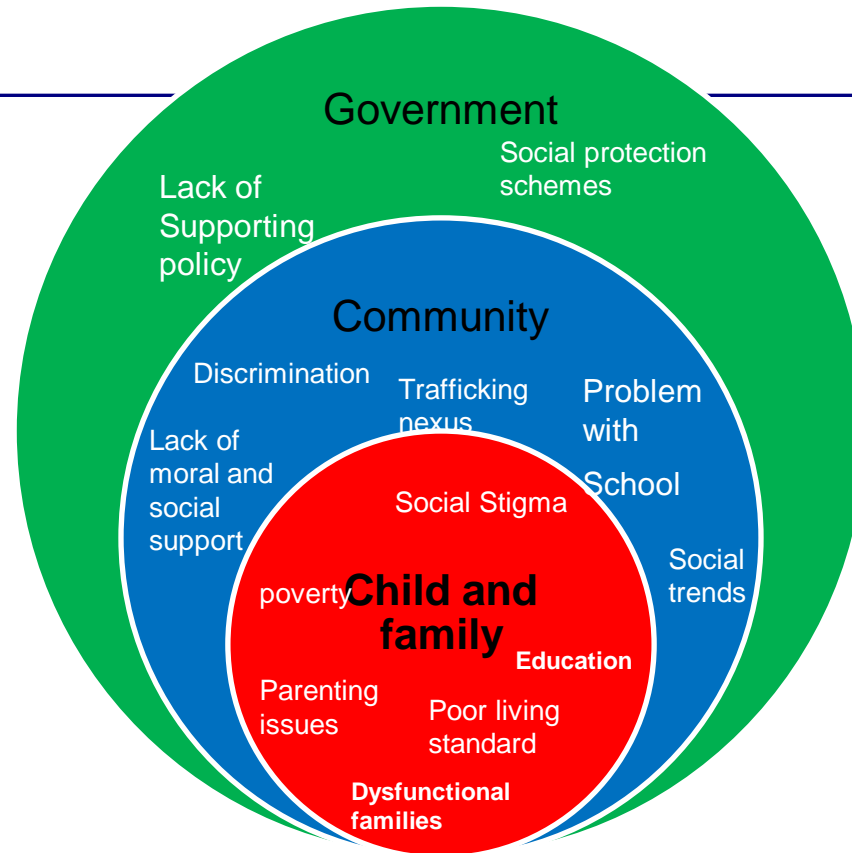 Government
Social protection
schemes
Lack of
Supporting
policy
Community
Discrimination
Trafficking
nexus
Problem
with
School
Lack of
moral and
social
support
Social
trends
Social Stigma
poverty
Child and
family
Education
Parenting
issues
Poor living
standard
Dysfunctional
families